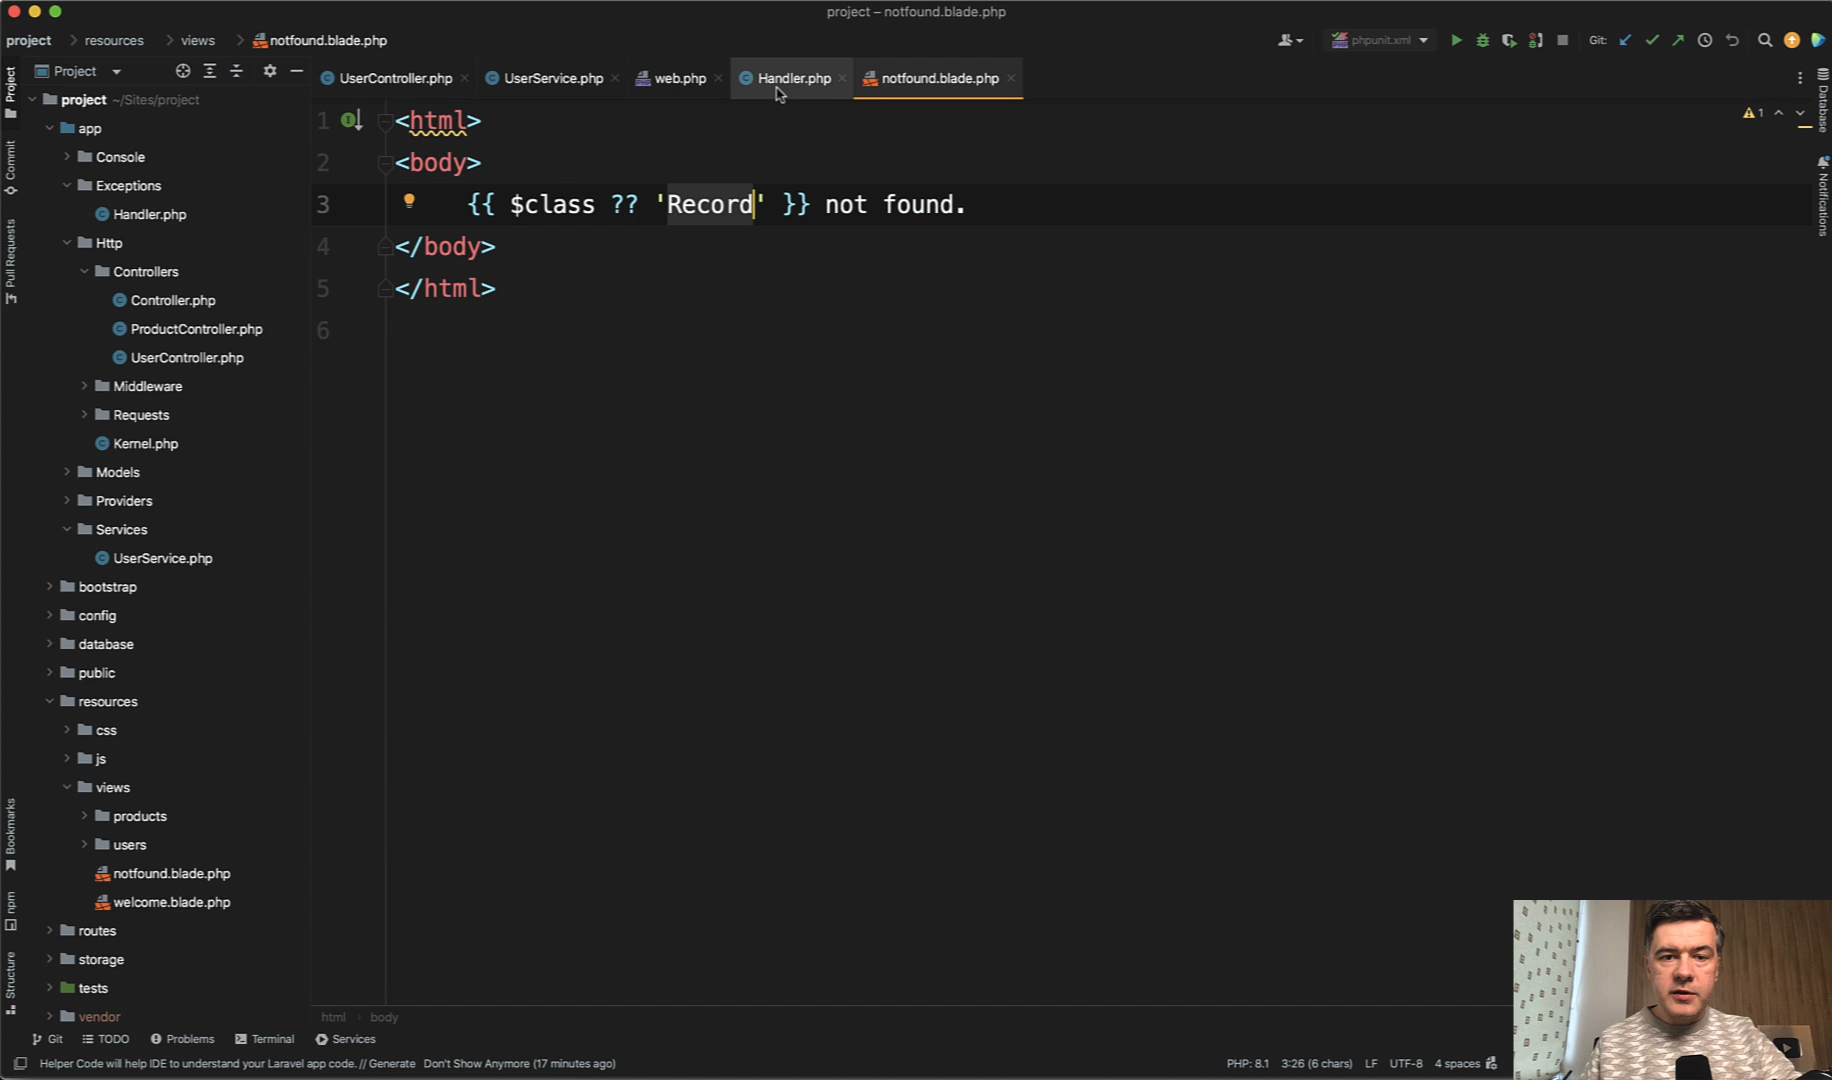 project – notfound.blade.php
project resources views notfound.blade.php
phpunit.xml Git:
Project
UserController.php UserService.php web.php Handler.php notfound.blade.php
project ~/Sites/project
app
Console
Exceptions
Handler.php
Http
Controllers
Controller.php
ProductController.php
UserController.php
Middleware
Requests
Kernel.php
Models
Providers
Services
UserService.php
bootstrap
config
database
public
resources
css
js
views
products
users
notfound.blade.php
welcome.blade.php
routes
storage
tests
vendor
1 <html>
2 <body>
3 {{ $class ?? 'Record' }} not found.
4 </body>
5 </html>
6
1
Project
Commit
Pull Requests
Bookmarks
npm
Structure
Database
Notifications
html body
Git TODO Problems Terminal Services
Helper Code will help IDE to understand your Laravel app code. // Generate Don't Show Anymore (17 minutes ago)
PHP: 8.1 3:26 (6 chars) LF UTF-8 4 spaces